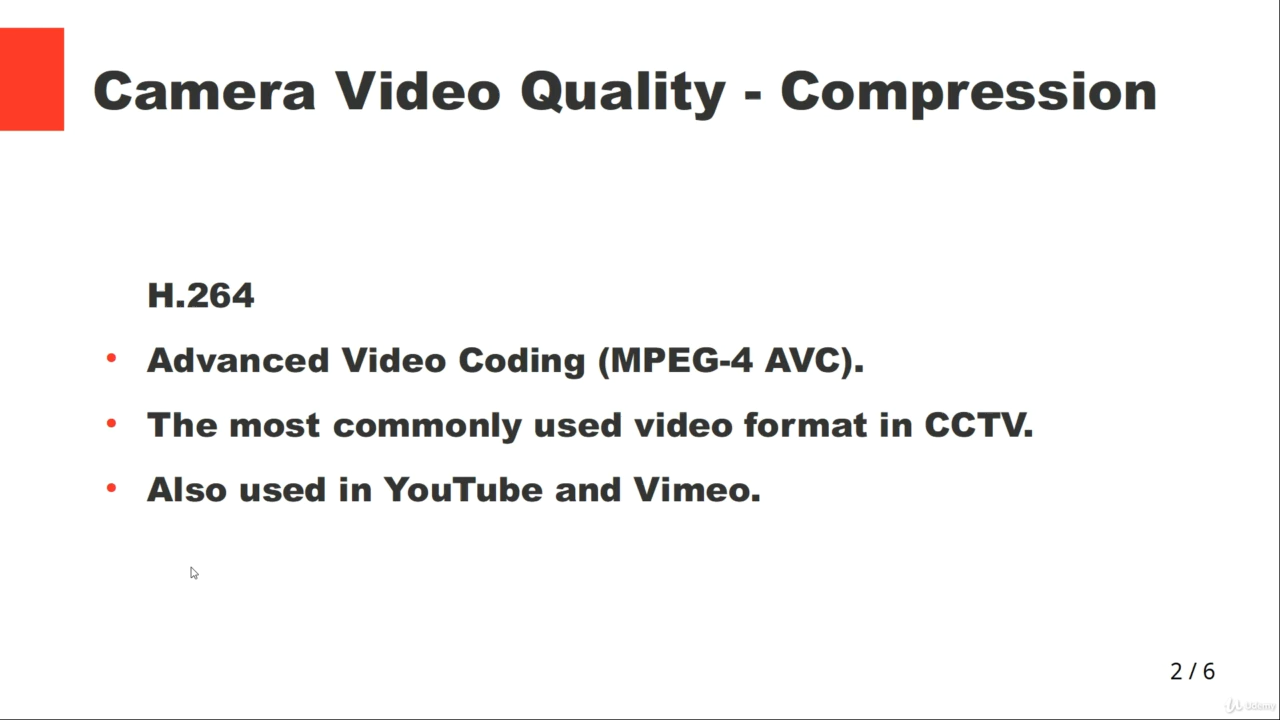 Camera Video Quality - Compression
H.264
• Advanced Video Coding (MPEG-4 AVC).
• The most commonly used video format in CCTV.
• Also used in YouTube and Vimeo.
2 / 6
Udemy